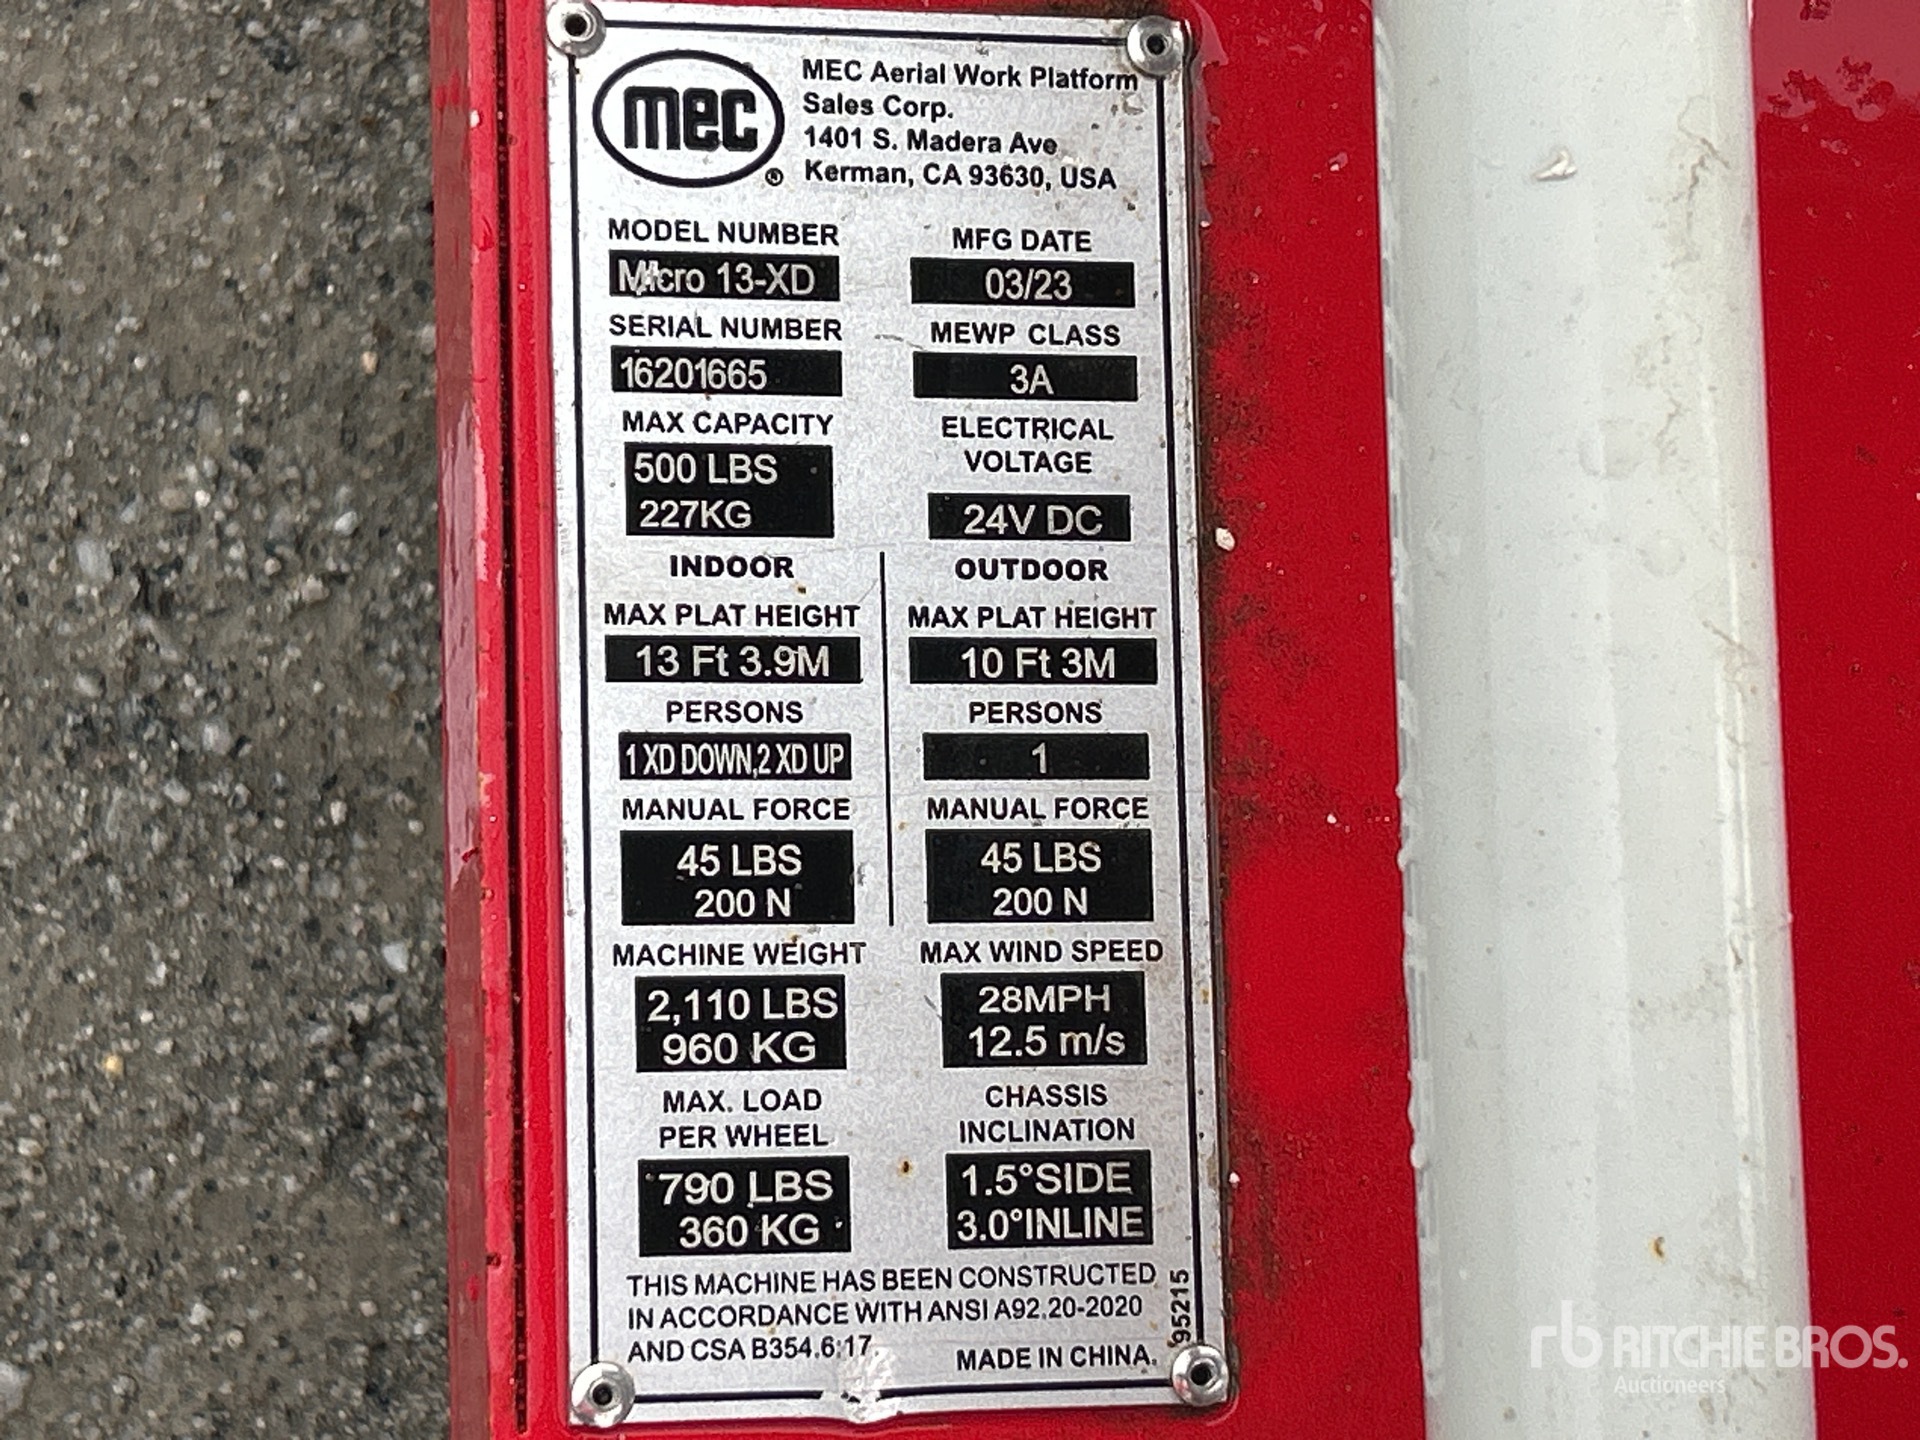 mec
®
MEC Aerial Work Platform
Sales Corp.
1401 S. Madera Ave
Kerman, CA 93630, USA
MODEL NUMBER
Micro 13-XD
MFG DATE
03/23
SERIAL NUMBER
16201665
MEWP CLASS
3A
MAX CAPACITY
500 LBS
227KG
ELECTRICAL
VOLTAGE
24V DC
INDOOR
MAX PLAT HEIGHT
13 Ft 3.9M
PERSONS
1 XD DOWN,2 XD UP
MANUAL FORCE
45 LBS
200 N
OUTDOOR
MAX PLAT HEIGHT
10 Ft 3M
PERSONS
1
MANUAL FORCE
45 LBS
200 N
MACHINE WEIGHT
2,110 LBS
960 KG
MAX WIND SPEED
28MPH
12.5 m/s
MAX. LOAD
PER WHEEL
790 LBS
360 KG
CHASSIS
INCLINATION
1.5°SIDE
3.0°INLINE
THIS MACHINE HAS BEEN CONSTRUCTED
IN ACCORDANCE WITH ANSI A92.20-2020
AND CSA B354.6:17.
MADE IN CHINA.
95215
rb RITCHIE BROS.
Auctioneers